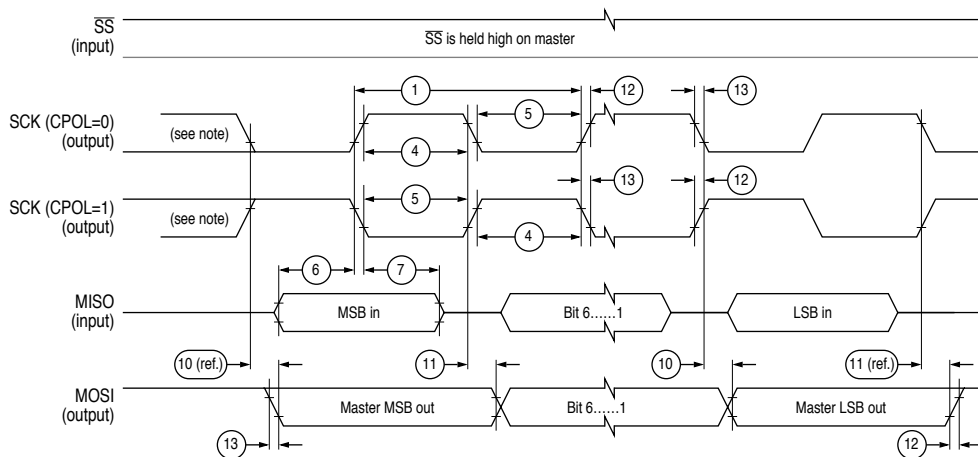 SS
(input)
SS is held high on master
1
12
13
SCK (CPOL=0)
(output)
(see note)
5
4
13
12
SCK (CPOL=1)
(output)
(see note)
5
4
6
7
MISO
(input)
MSB in
Bit 6......1
LSB in
10 (ref.)
11
10
11 (ref.)
MOSI
(output)
Master MSB out
Bit 6......1
Master LSB out
13
12